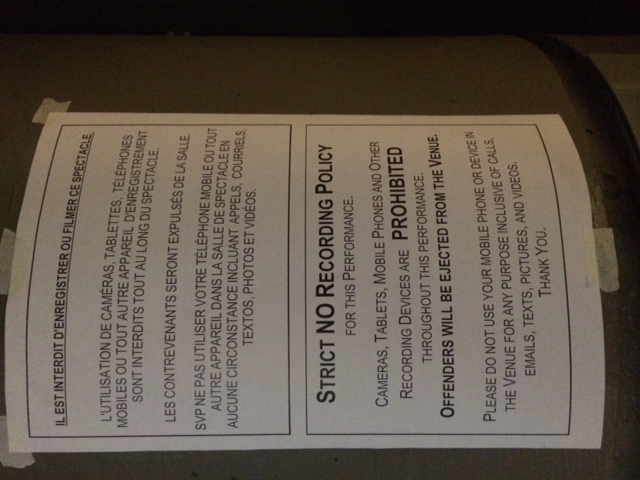 IL EST INTERDIT D'ENREGISTRER OU FILMER CE SPECTACLE.
L'UTILISATION DE CAMÉRAS, TABLETTES, TÉLÉPHONES
MOBILES OU TOUT AUTRE APPAREIL D'ENREGISTREMENT
SONT INTERDITS TOUT AU LONG DU SPECTACLE.
LES CONTREVENANTS SERONT EXPULSÉS DE LA SALLE.
SVP NE PAS UTILISER VOTRE TÉLÉPHONE MOBILE OU TOUT
AUTRE APPAREIL DANS LA SALLE DE SPECTACLE EN
AUCUNE CIRCONSTANCE INCLUANT APPELS, COURRIELS,
TEXTOS, PHOTOS ET VIDÉOS.
STRICT NO RECORDING POLICY
FOR THIS PERFORMANCE.
CAMERAS, TABLETS, MOBILE PHONES AND OTHER
RECORDING DEVICES ARE PROHIBITED
THROUGHOUT THIS PERFORMANCE.
OFFENDERS WILL BE EJECTED FROM THE VENUE.
PLEASE DO NOT USE YOUR MOBILE PHONE OR DEVICE IN
THE VENUE FOR ANY PURPOSE INCLUSIVE OF CALLS,
EMAILS, TEXTS, PICTURES, AND VIDEOS.
THANK YOU.